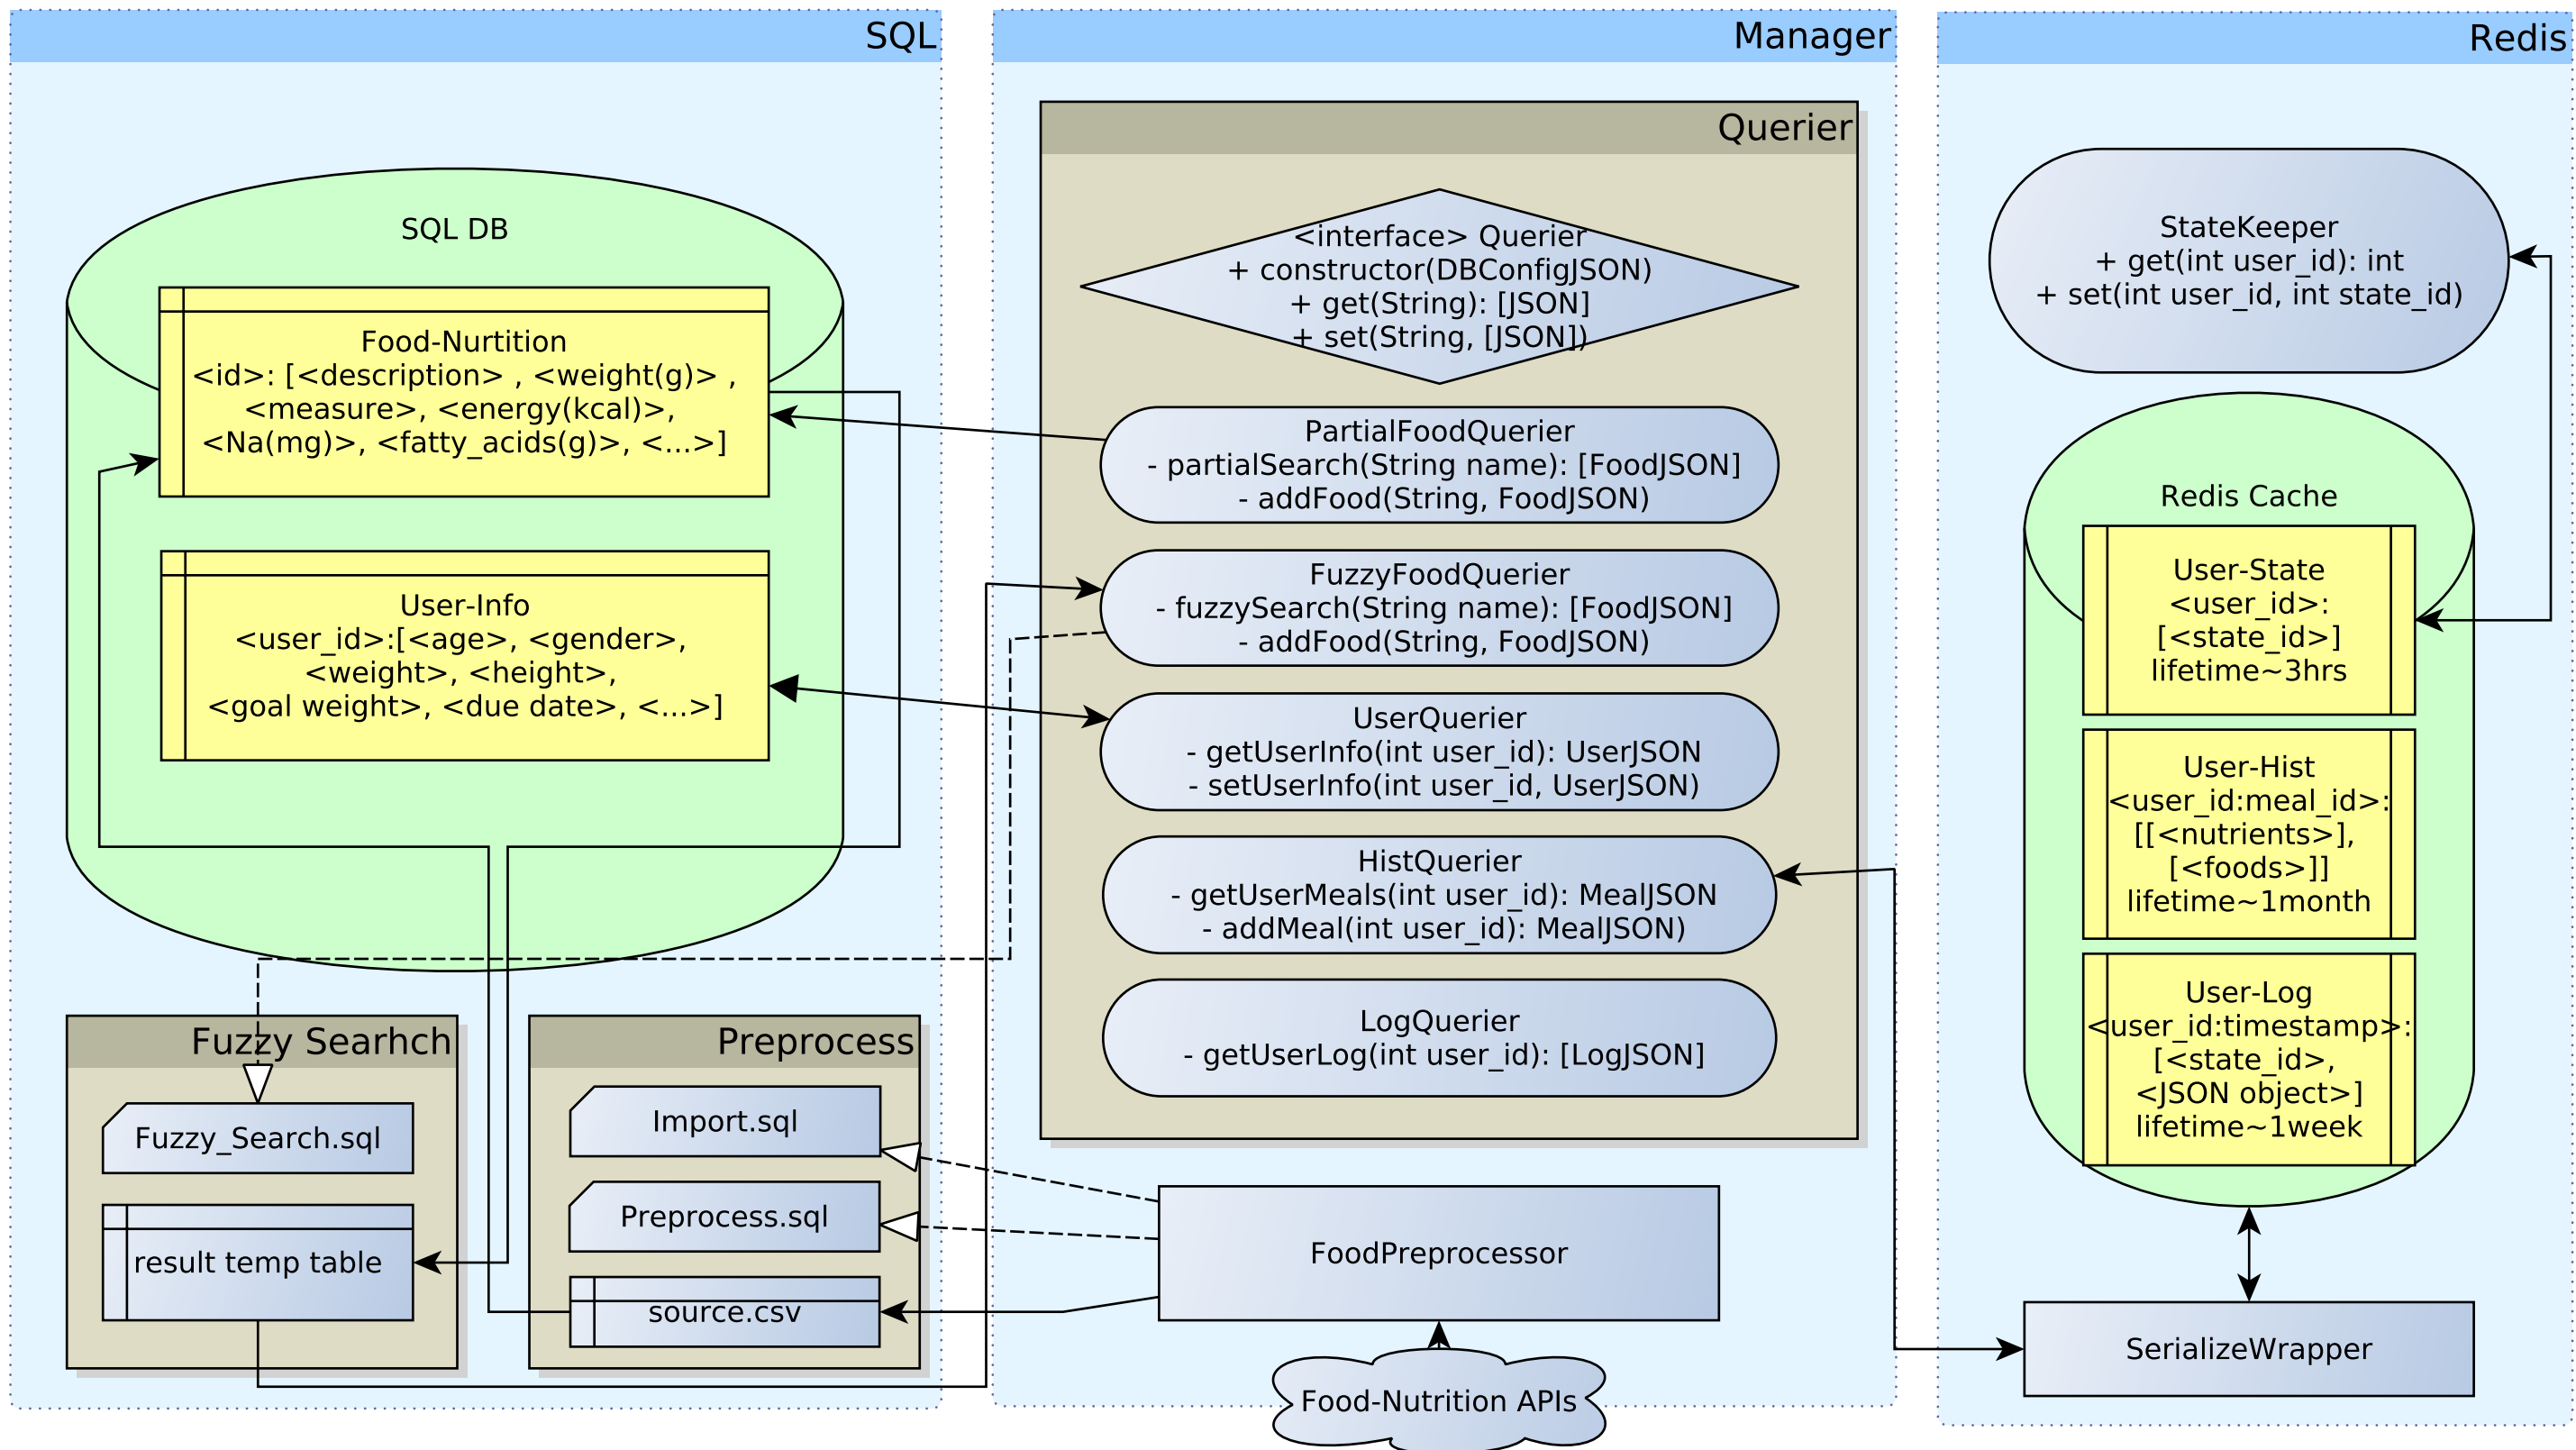 SQL
SQL DB
Food-Nurtition
<id>: [<description> , <weight(g)> ,
<measure>, <energy(kcal)>,
<Na(mg)>, <fatty_acids(g)>, <...>]
User-Info
<user_id>:[<age>, <gender>,
<weight>, <height>,
<goal weight>, <due date>, <...>]
Fuzzy Searhch
Fuzzy_Search.sql
result temp table
Preprocess
Import.sql
Preprocess.sql
source.csv
Manager
Querier
<interface> Querier
+ constructor(DBConfigJSON)
+ get(String): [JSON]
+ set(String, [JSON])
PartialFoodQuerier
- partialSearch(String name): [FoodJSON]
- addFood(String, FoodJSON)
FuzzyFoodQuerier
- fuzzySearch(String name): [FoodJSON]
- addFood(String, FoodJSON)
UserQuerier
- getUserInfo(int user_id): UserJSON
- setUserInfo(int user_id, UserJSON)
HistQuerier
- getUserMeals(int user_id): MealJSON
- addMeal(int user_id): MealJSON)
LogQuerier
- getUserLog(int user_id): [LogJSON]
FoodPreprocessor
Food-Nutrition APIs
Redis
StateKeeper
+ get(int user_id): int
+ set(int user_id, int state_id)
Redis Cache
User-State
<user_id>:
[<state_id>]
lifetime~3hrs
User-Hist
<user_id:meal_id>:
[[<nutrients>],
[<foods>]]
lifetime~1month
User-Log
<user_id:timestamp>:
[<state_id>,
<JSON object>]
lifetime~1week
SerializeWrapper